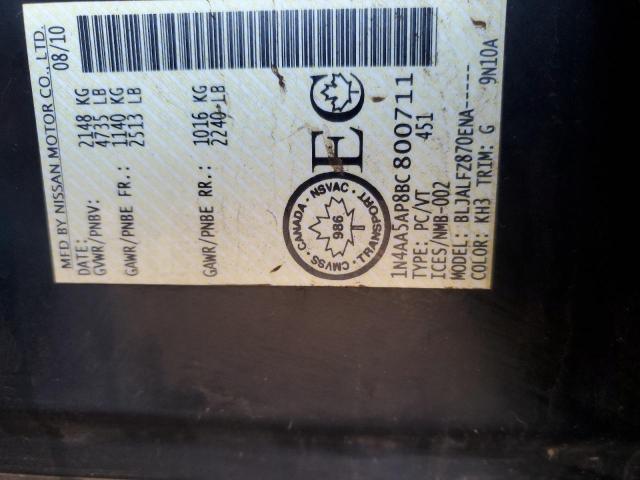 MFD BY NISSAN MOTOR CO., LTD.
DATE: 08/10
GVWR/PNBV: 2148 KG
4735 LB
GAWR/PNBE FR.: 1140 KG
2513 LB
GAWR/PNBE RR.: 1016 KG
2240 LB
EC
CANADA · NSVAC · TRANSPORT · CMVSS
986
1N4AA5AP8BC800711
TYPE: PC/VT 451
ICES/NMB-002
MODEL: BLJALFZ870ENA-----
COLOR: KH3 TRIM: G 9N10A